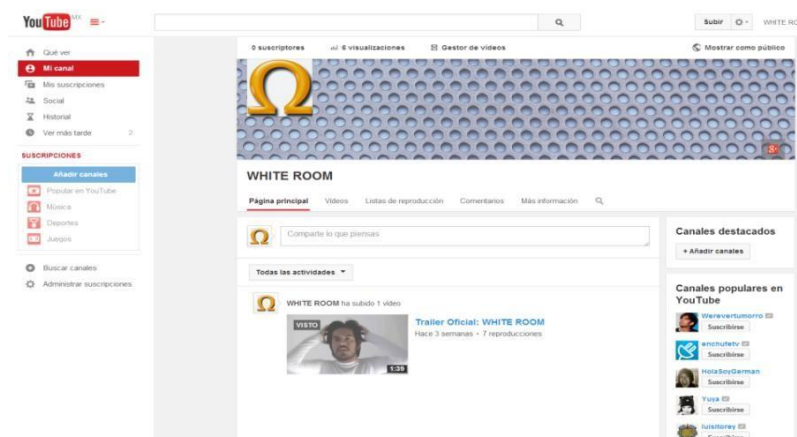 YouTube MX
Subir
WHITE RO
Qué ver
Mi canal
Mis suscripciones
Social
Historial
Ver más tarde 2
SUSCRIPCIONES
Añadir canales
Popular en YouTube
Música
Deportes
Juegos
Buscar canales
Administrar suscripciones
0 suscriptores 6 visualizaciones Gestor de vídeos Mostrar como público
Ω
g+
WHITE ROOM
Página principal Vídeos Listas de reproducción Comentarios Más información
Ω Comparte lo que piensas
Todas las actividades
Ω WHITE ROOM ha subido 1 vídeo
VISTO
1:39
Trailer Oficial: WHITE ROOM
Hace 3 semanas • 7 reproducciones
Canales destacados
+ Añadir canales
Canales populares en
YouTube
Werevertumorro
Suscribirse
enchufetv
Suscribirse
HolaSoyGerman
Suscribirse
Yuya
Suscribirse
luisitorey
Suscribirse